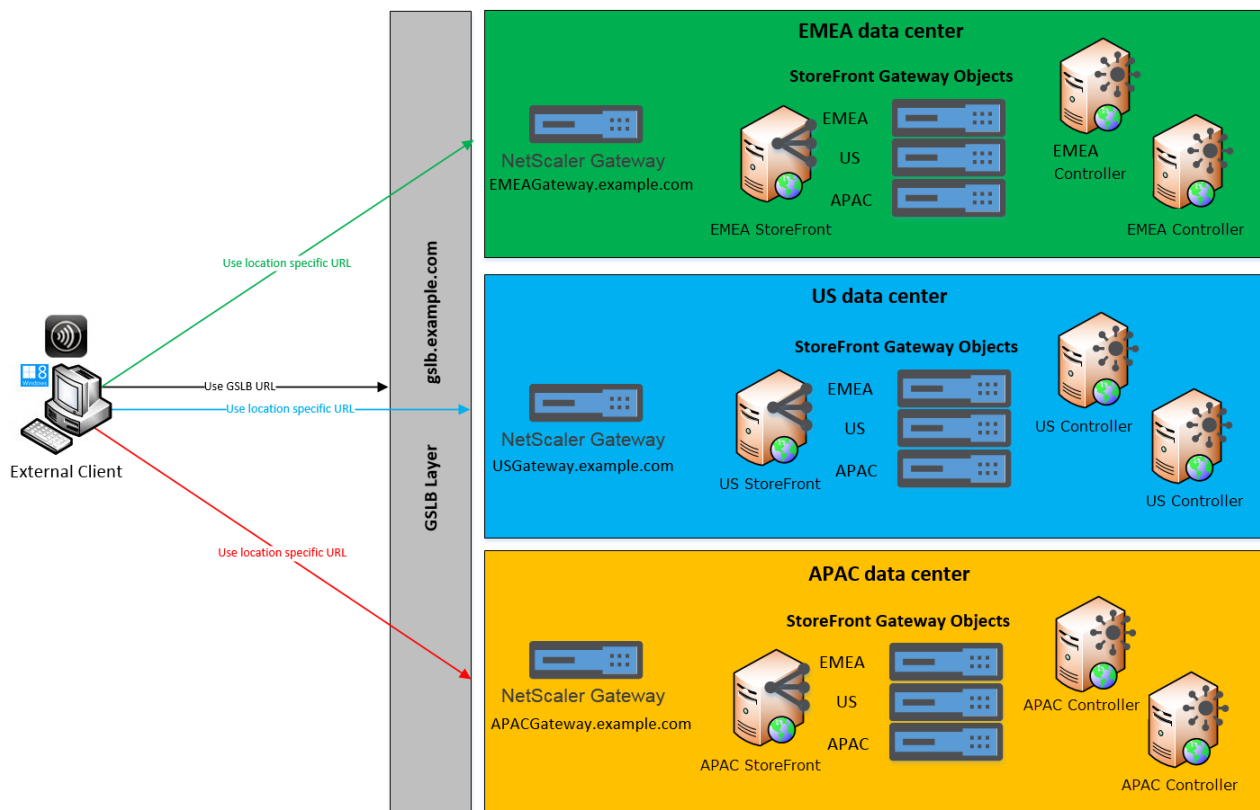 EMEA data center
StoreFront Gateway Objects
NetScaler Gateway
EMEAGateway.example.com
EMEA
US
APAC
EMEA StoreFront
EMEA
Controller
EMEA Controller
US data center
StoreFront Gateway Objects
NetScaler Gateway
USGateway.example.com
EMEA
US
APAC
US StoreFront
US Controller
US Controller
APAC data center
StoreFront Gateway Objects
NetScaler Gateway
APACGateway.example.com
EMEA
US
APAC
APAC StoreFront
APAC Controller
APAC Controller
GSLB Layer
gslb.example.com
Use location specific URL
Use GSLB URL
Use location specific URL
Use location specific URL
8
Windows
External Client